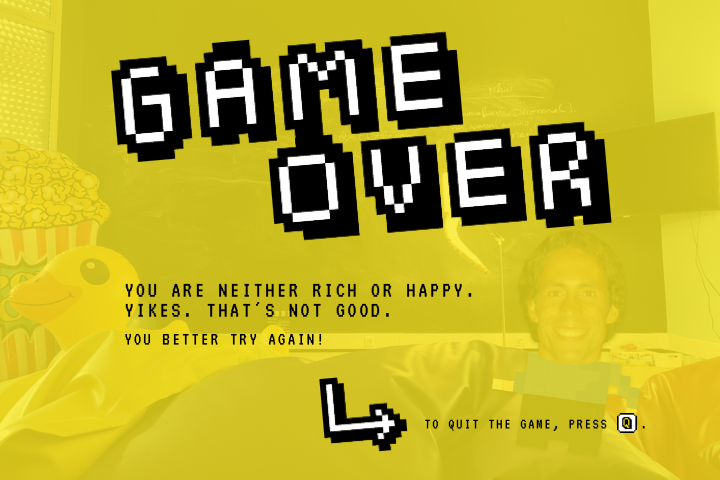 GAME
OVER
YOU ARE NEITHER RICH OR HAPPY.
YIKES. THAT´S NOT GOOD.
YOU BETTER TRY AGAIN!
TO QUIT THE GAME, PRESS Q.